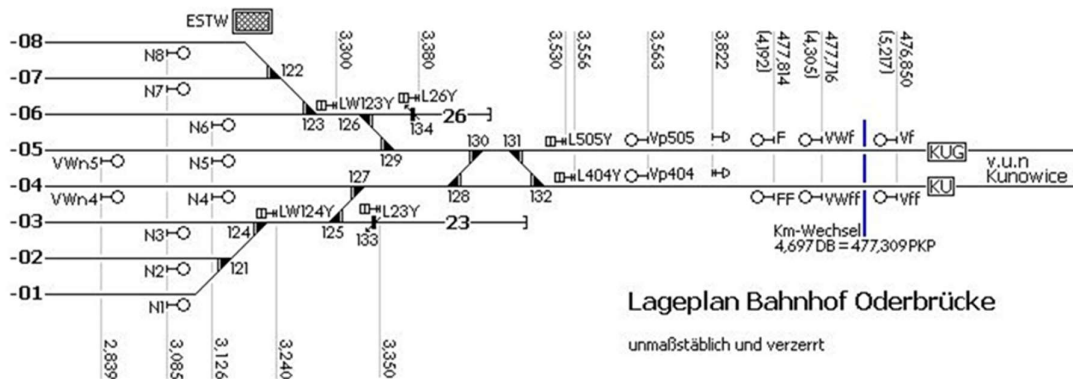 ESTW
3,300
3,380
3,530
3,556
3,563
3,822
(4,192)
477,814
(4,305)
477,716
(5,217)
476,850
-08
N8
122
-07
N7
LW123Y
L26Y
-06
123
126
134
26
N6
130
131
L505Y
Vp505
F
VWf
Vf
-05
VWn5
N5
129
KUG
v.u.n
Kunowice
127
L404Y
Vp404
-04
VWn4
N4
128
132
FF
VWff
Vff
KU
LW124Y
L23Y
-03
N3
124
125
133
23
Km-Wechsel
4,697 DB = 477,309 PKP
-02
N2
121
-01
N1
Lageplan Bahnhof Oderbrücke
unmaßstäblich und verzerrt
2,839
3,085
3,126
3,240
3,350